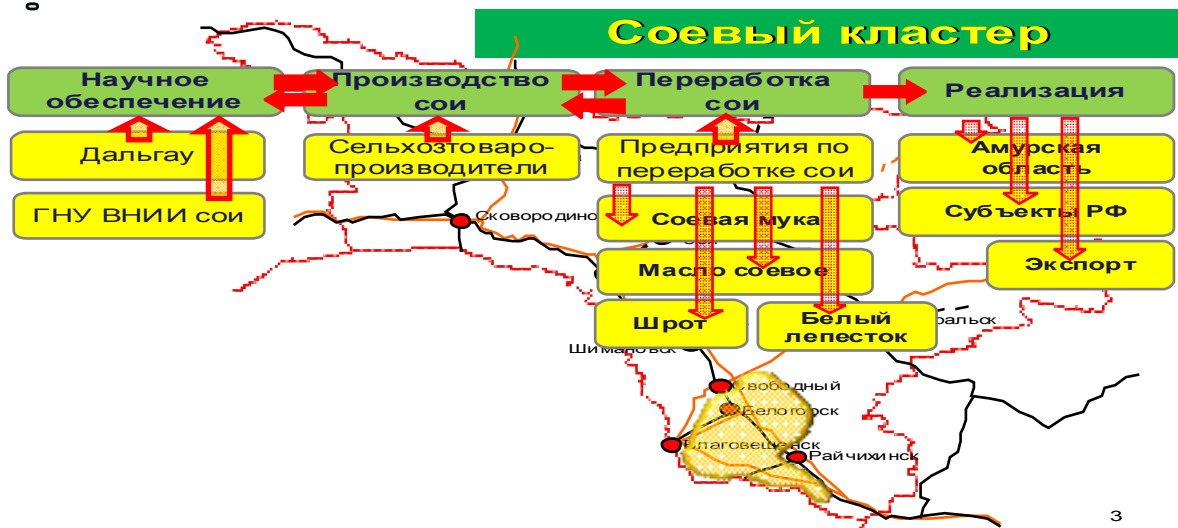 Соевый кластер
Научное
обеспечение
Производство
сои
Переработка
сои
Реализация
Дальгау
ГНУ ВНИИ сои
Сельхозтоваро-
производители
Предприятия по
переработке сои
Соевая мука
Масло соевое
Шрот
Белый
лепесток
Амурская
область
Субъекты РФ
Экспорт
Сковородино
Шимановск
Свободный
Белогорск
Благовещенск
Райчихинск
3